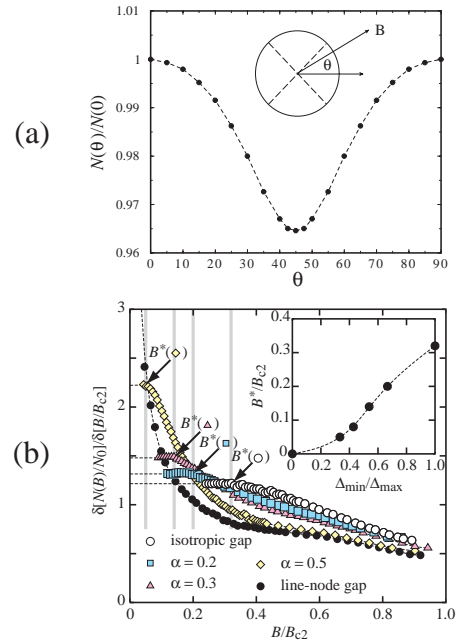 (a)
N(θ)/N(0)
1
0.99
0.98
0.97
0.96
B
θ
0 10 20 30 40 50 60 70 80 90
θ
(b)
δ[N(B)/N₀]/δ[B/Bc2]
3
2
1
0
B*(◇)
B*(△)
B*(□)
B*(○)
B*/Bc2
0.4
0.3
0.2
0.1
0
0 0.2 0.4 0.6 0.8 1.0
Δmin/Δmax
isotropic gap
α = 0.2
α = 0.5
α = 0.3
line-node gap
0 0.2 0.4 0.6 0.8 1.0
B/Bc2